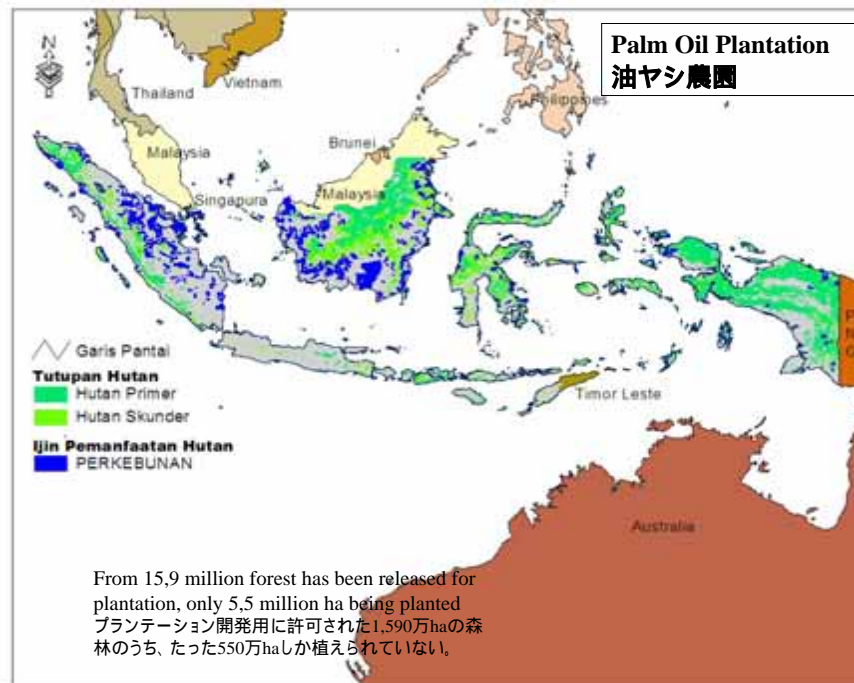 Palm Oil Plantation
油ヤシ農園
N
Thailand
Vietnam
Philippines
Malaysia
Brunei
Singapura
Malaysia
P
N
G
Garis Pantai
Tutupan Hutan
Hutan Primer
Hutan Skunder
Timor Leste
Ijin Pemanfaatan Hutan
PERKEBUNAN
Australia
From 15,9 million forest has been released for
plantation, only 5,5 million ha being planted
プランテーション開発用に許可された1,590万haの森
林のうち、たった550万haしか植えられていない。